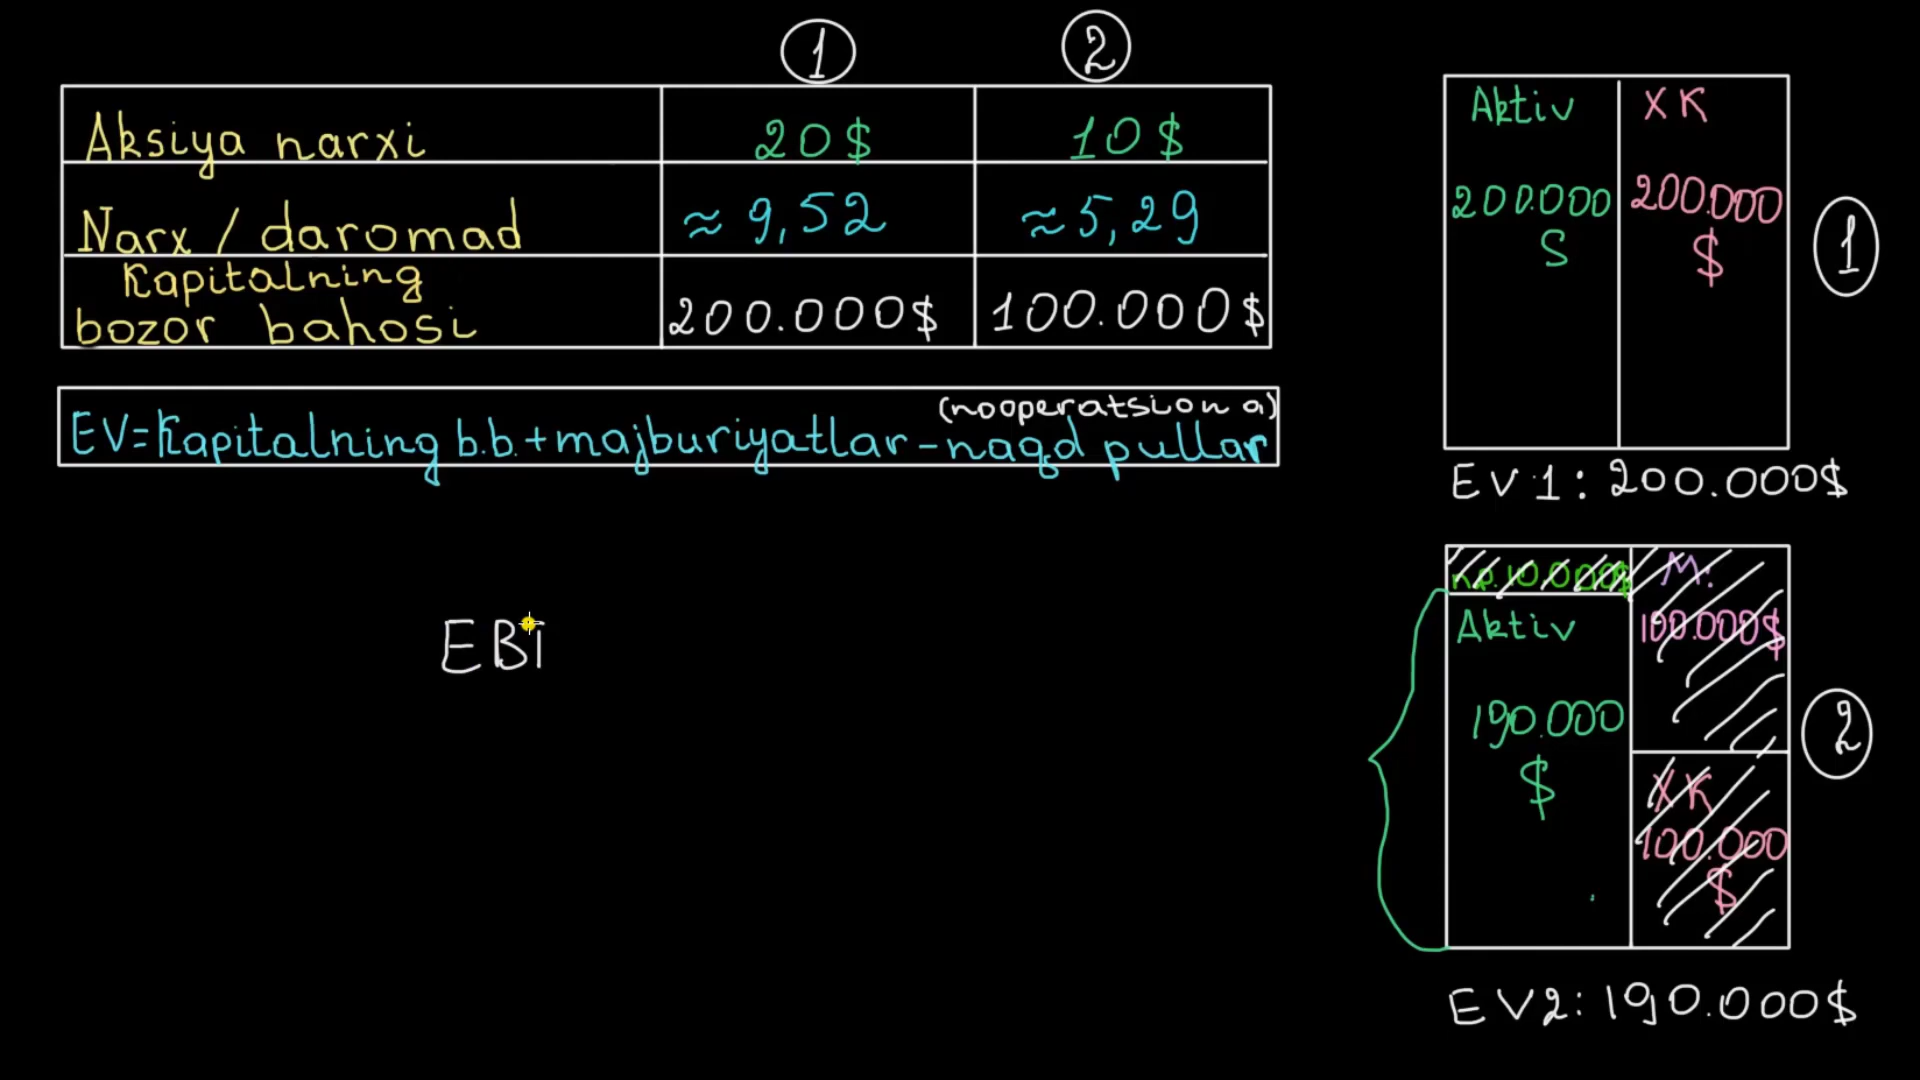 1 2
Aksiya narxi 20$ 10$
Narx / daromad ≈ 9,52 ≈ 5,29
Kapitalning
bozor bahosi 200.000$ 100.000$
(nooperatsion a)
EV=Kapitalning b.b.+majburiyatlar-naqd pullar
EBI
Aktiv XK
200.000 200.000
S $
1
EV1: 200.000$
np.10.000$ M:
Aktiv 100.000$
190.000
$
2
XK
100.000
$
EV2: 190.000$